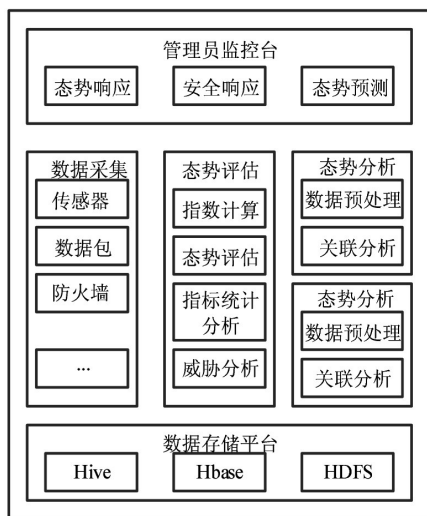 管理员监控台
态势响应
安全响应
态势预测
数据采集
传感器
数据包
防火墙
...
态势评估
指数计算
态势评估
指标统计
分析
威胁分析
态势分析
数据预处理
关联分析
态势分析
数据预处理
关联分析
数据存储平台
Hive
Hbase
HDFS